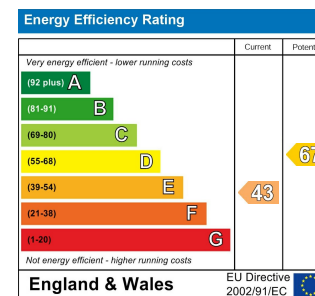 Energy Efficiency Rating
Current Potent
Very energy efficient - lower running costs
(92 plus) A
(81-91) B
(69-80) C
(55-68) D
67
(39-54) E
43
(21-38) F
(1-20) G
Not energy efficient - higher running costs
England & Wales
EU Directive
2002/91/EC